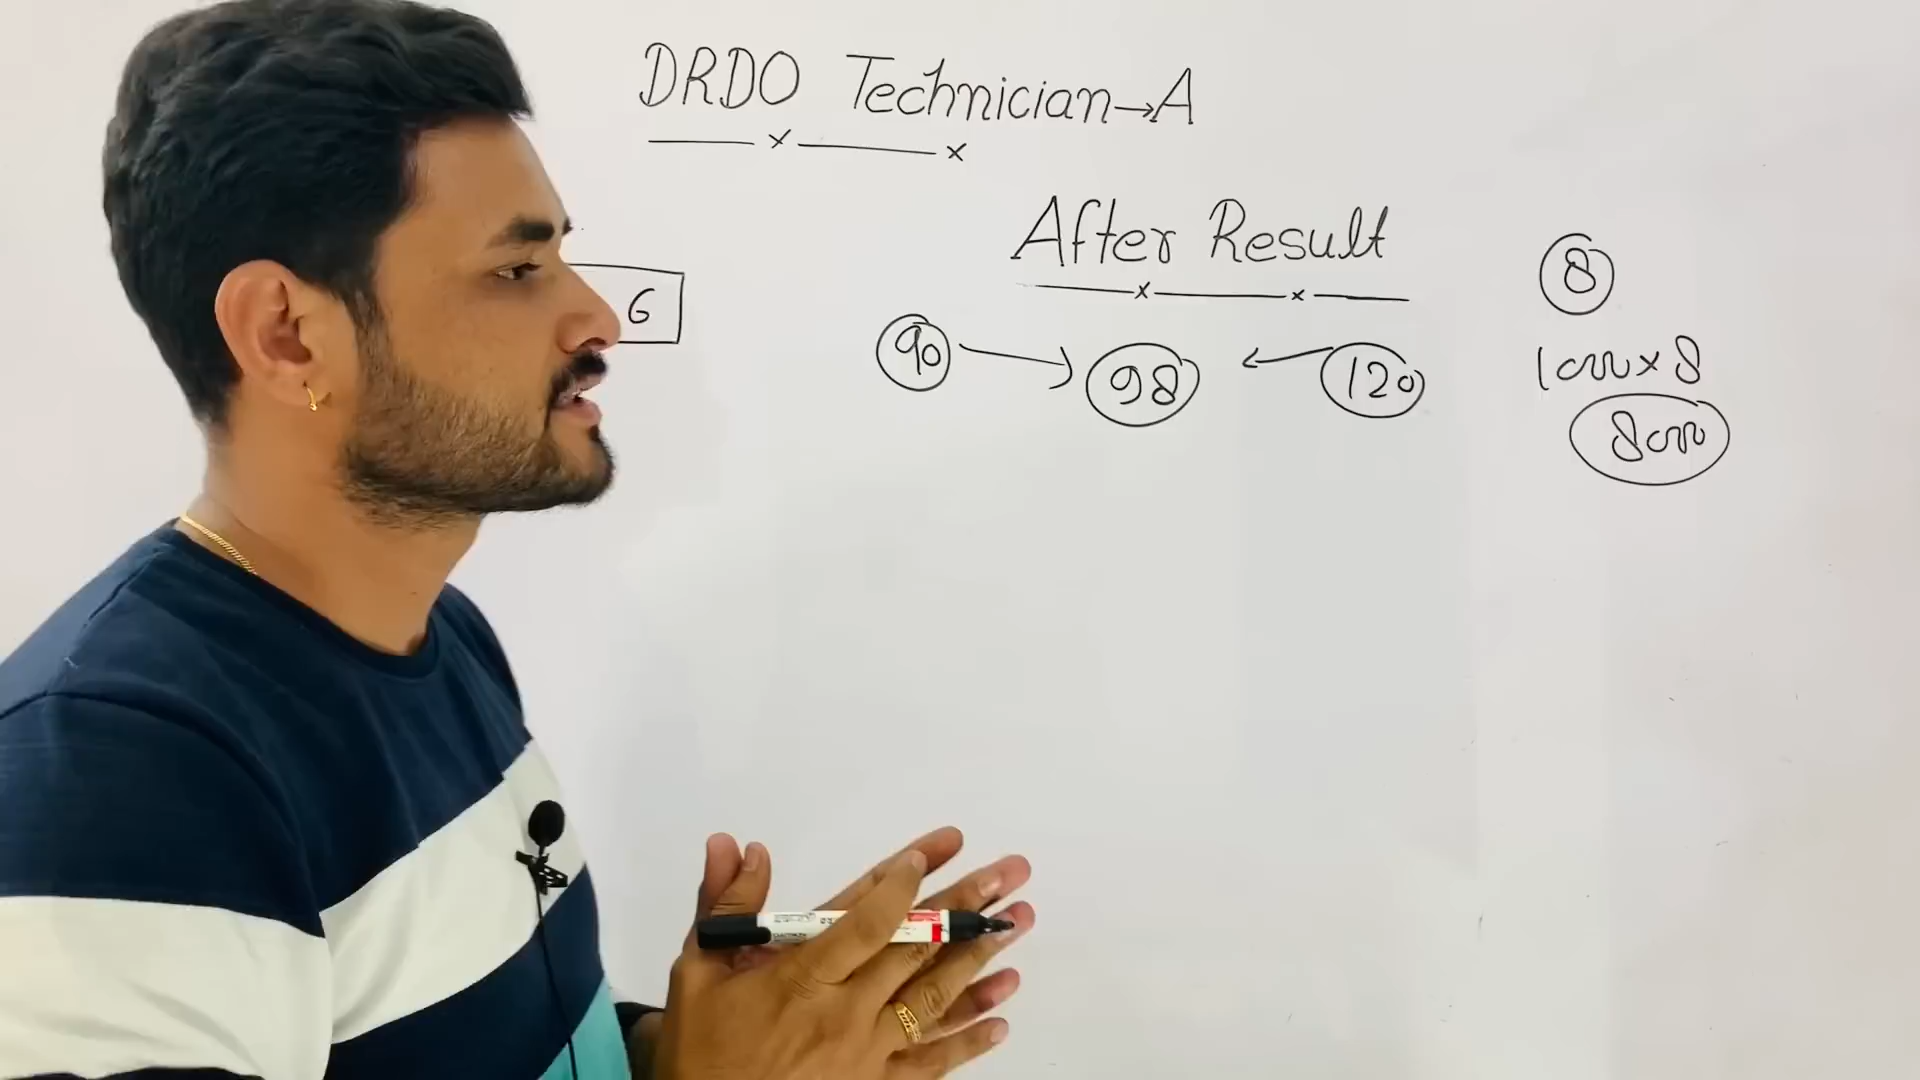 DRDO Technician→A
After Result
8
6
90 → 98 ← 120
1000 x 8
8000